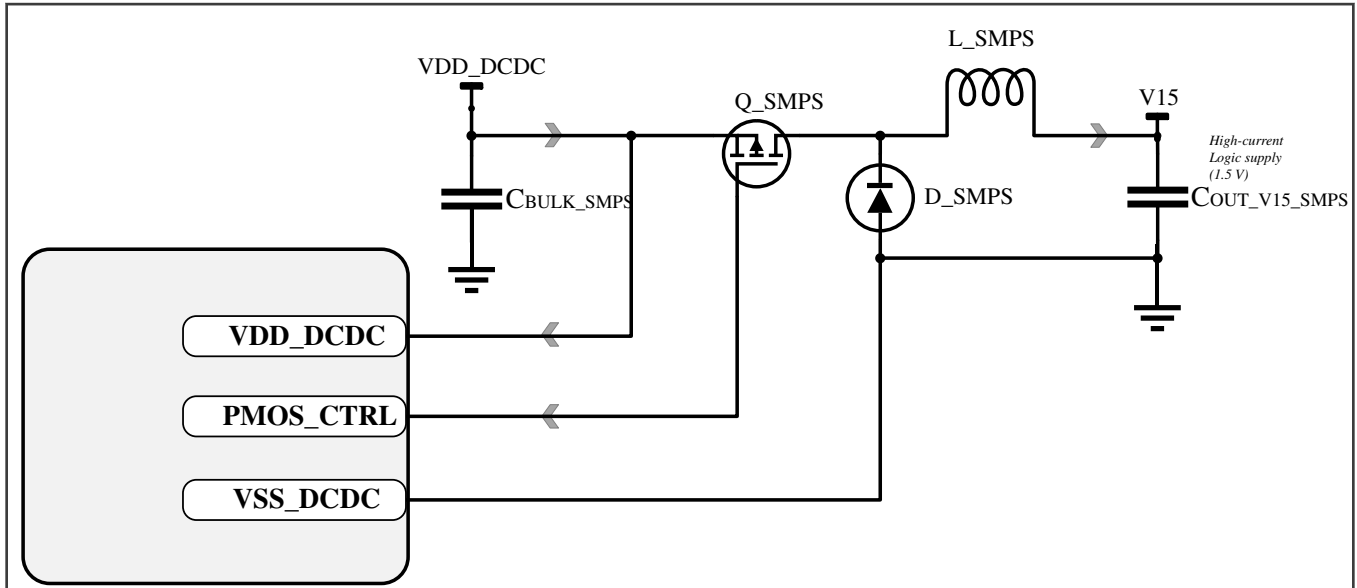 L_SMPS
VDD_DCDC
Q_SMPS
V15
High-current
Logic supply
(1.5 V)
CBULK_SMPS
D_SMPS
COUT_V15_SMPS
VDD_DCDC
PMOS_CTRL
VSS_DCDC